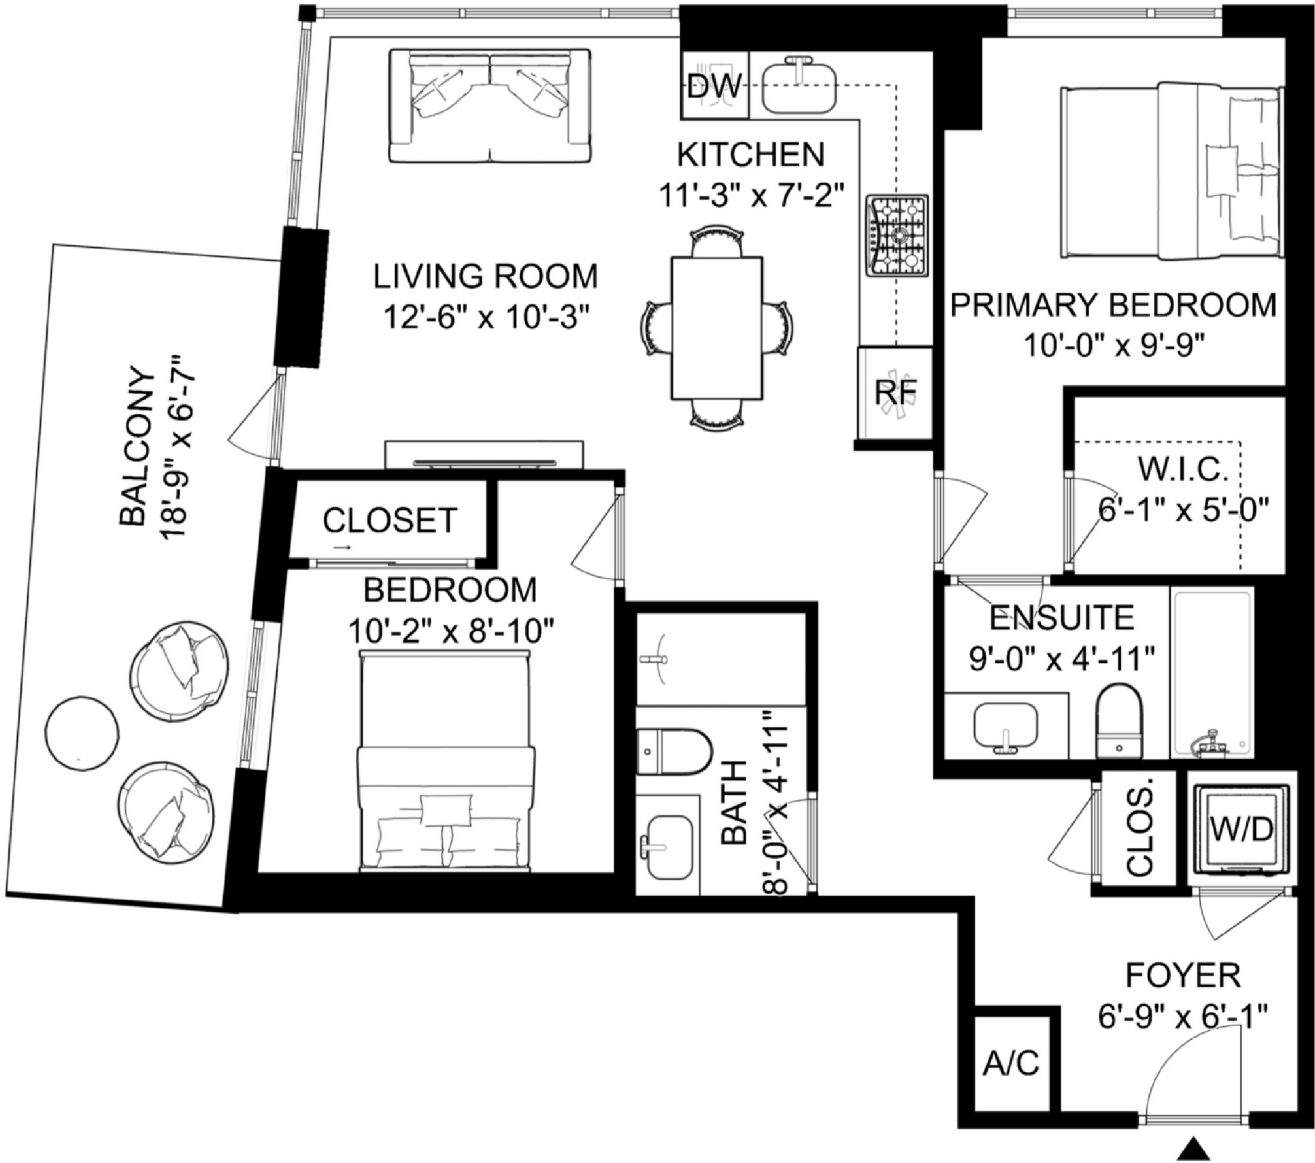 DW
KITCHEN
11'-3" x 7'-2"
LIVING ROOM
12'-6" x 10'-3"
PRIMARY BEDROOM
10'-0" x 9'-9"
RF
BALCONY
18'-9" x 6'-7"
W.I.C.
6'-1" x 5'-0"
CLOSET
BEDROOM
10'-2" x 8'-10"
ENSUITE
9'-0" x 4'-11"
BATH
8'-0" x 4'-11"
CLOS.
W/D
FOYER
6'-9" x 6'-1"
A/C